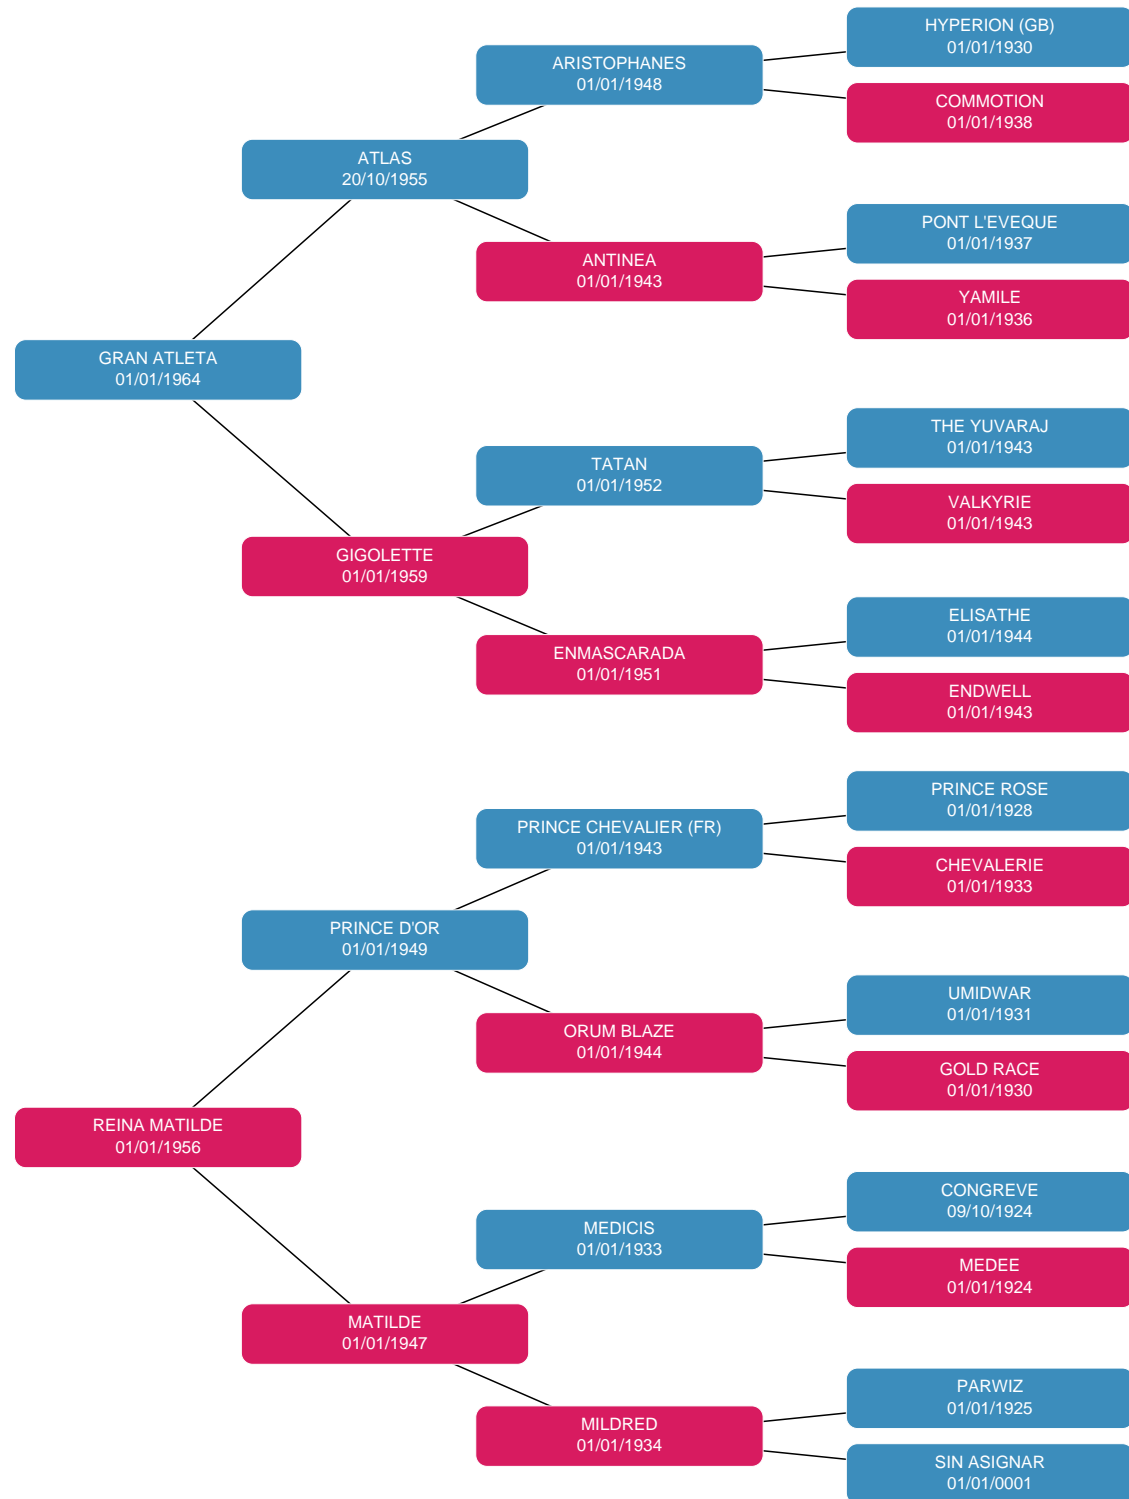 HYPERION (GB)
01/01/1930
ARISTOPHANES
01/01/1948
COMMOTION
01/01/1938
ATLAS
20/10/1955
PONT L'EVEQUE
01/01/1937
ANTINEA
01/01/1943
YAMILE
01/01/1936
GRAN ATLETA
01/01/1964
THE YUVARAJ
01/01/1943
TATAN
01/01/1952
VALKYRIE
01/01/1943
GIGOLETTE
01/01/1959
ELISATHE
01/01/1944
ENMASCARADA
01/01/1951
ENDWELL
01/01/1943
PRINCE ROSE
01/01/1928
PRINCE CHEVALIER (FR)
01/01/1943
CHEVALERIE
01/01/1933
PRINCE D'OR
01/01/1949
UMIDWAR
01/01/1931
ORUM BLAZE
01/01/1944
GOLD RACE
01/01/1930
REINA MATILDE
01/01/1956
CONGREVE
09/10/1924
MEDICIS
01/01/1933
MEDEE
01/01/1924
MATILDE
01/01/1947
PARWIZ
01/01/1925
MILDRED
01/01/1934
SIN ASIGNAR
01/01/0001